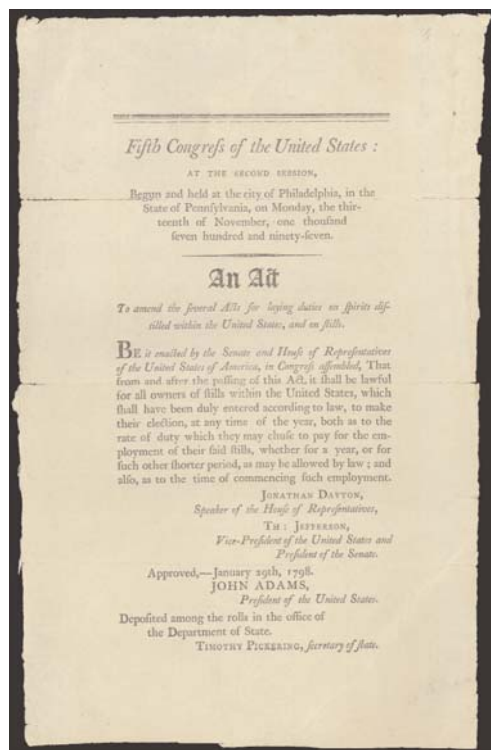 Fifth Congreſs of the United States :
AT THE SECOND SESSION,
Begun and held at the city of Philadelphia, in the
State of Pennſylvania, on Monday, the thir-
teenth of November, one thouſand
ſeven hundred and ninety-ſeven.
An Act
To amend the ſeveral Acts for laying duties on ſpirits diſ-
tilled within the United States, and on ſtills.
BE it enacted by the Senate and Houſe of Repreſentatives
of the United States of America, in Congreſs aſſembled, That
from and after the paſſing of this Act, it ſhall be lawful
for all owners of ſtills within the United States, which
ſhall have been duly entered according to law, to make
their election, at any time of the year, both as to the
rate of duty which they may chuſe to pay for the em-
ployment of their ſaid ſtills, whether for a year, or for
ſuch other ſhorter period, as may be allowed by law ; and
alſo, as to the time of commencing ſuch employment.
JONATHAN DAYTON,
Speaker of the Houſe of Repreſentatives,
TH : JEFFERSON,
Vice-Preſident of the United States and
Preſident of the Senate.
Approved,—January 29th, 1798.
JOHN ADAMS,
Preſident of the United States.
Depoſited among the rolls in the office of
the Department of State.
TIMOTHY PICKERING, ſecretary of ſtate.